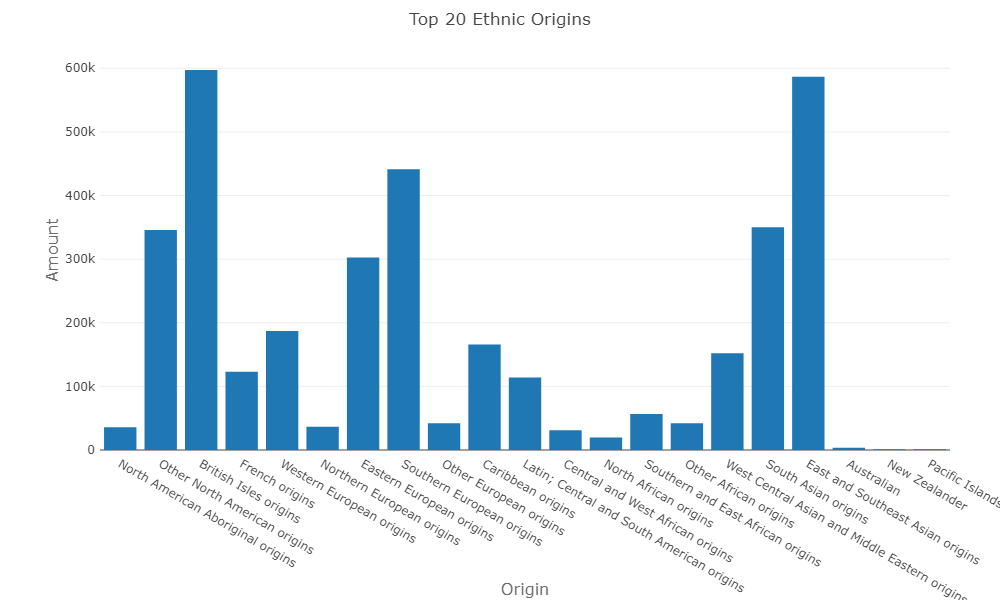 Top 20 Ethnic Origins
600k
500k
400k
300k
200k
100k
0
Amount
North American Aboriginal origins
Other North American origins
British Isles origins
French origins
Western European origins
Northern European origins
Eastern European origins
Southern European origins
Other European origins
Caribbean origins
Latin; Central and South American origins
Central and West African origins
North African origins
Southern and East African origins
Other African origins
West Central Asian and Middle Eastern origins
South Asian origins
East and Southeast Asian origins
Australian
New Zealander
Pacific Islands
Origin